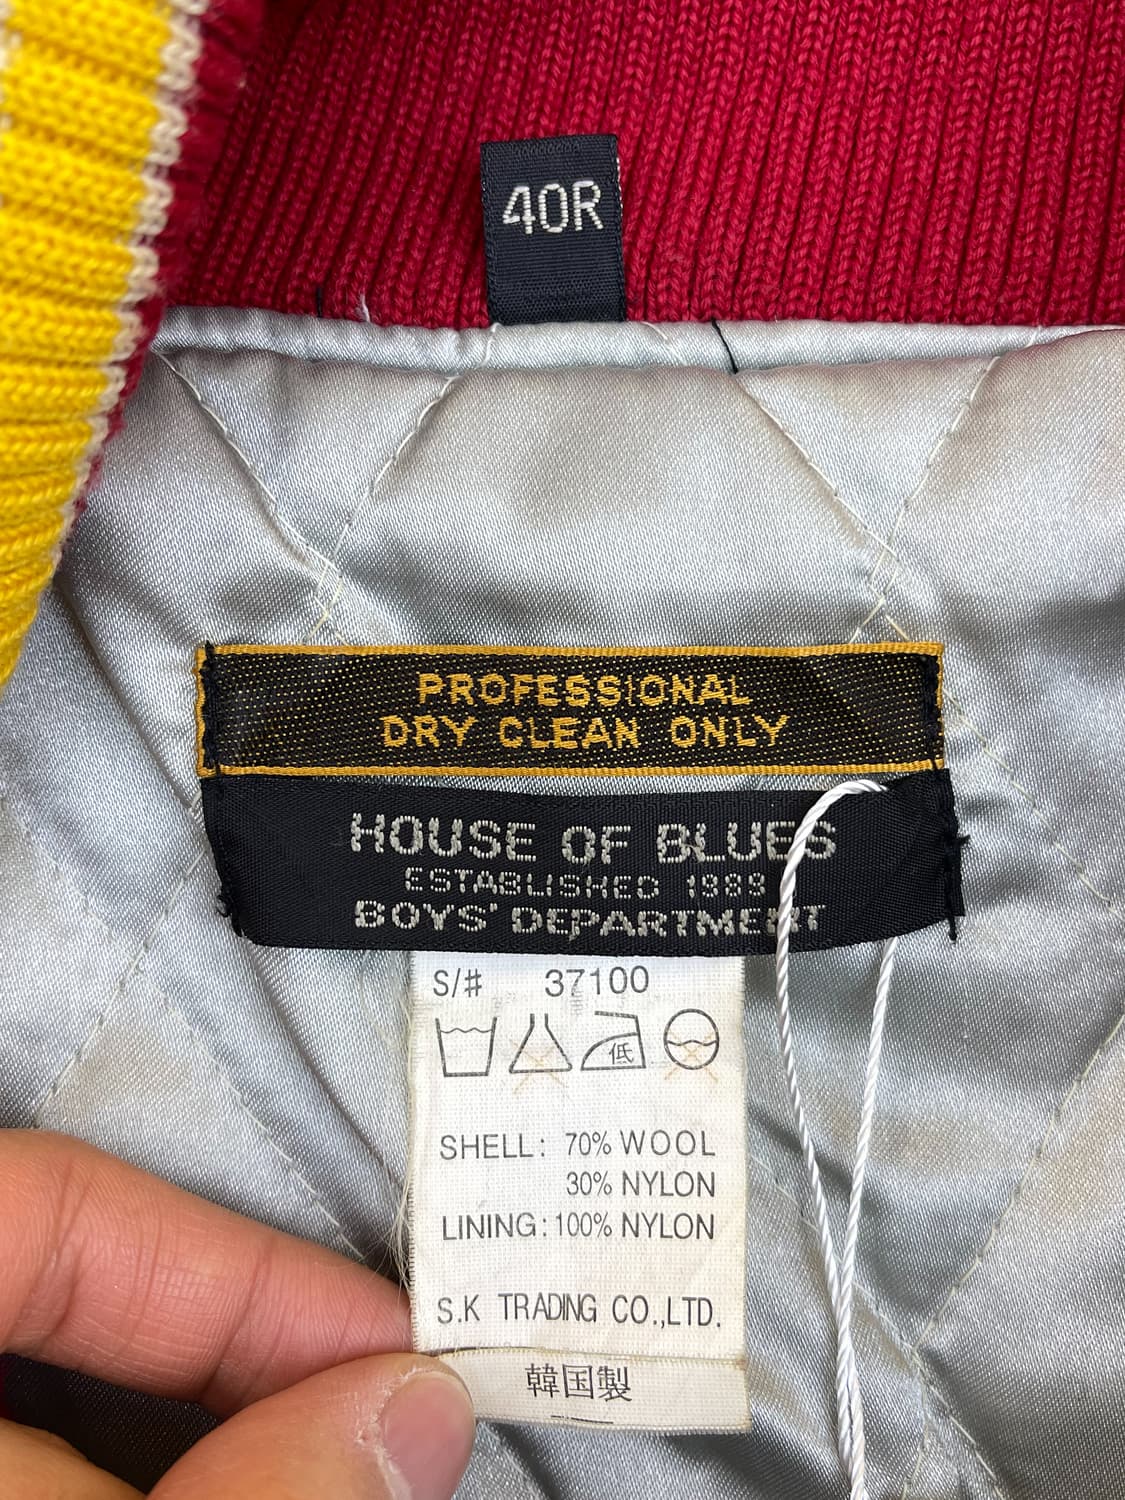 40R
PROFESSIONAL
DRY CLEAN ONLY
HOUSE OF BLUES
ESTABLISHED 1989
BOYS' DEPARTMENT
S/# 37100
低
SHELL: 70% WOOL
30% NYLON
LINING: 100% NYLON
S.K TRADING CO.,LTD.
韓国製